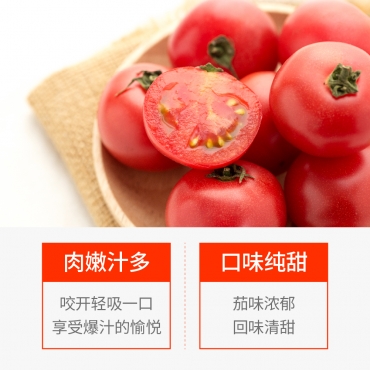 肉嫩汁多
咬开轻吸一口
享受爆汁的愉悦
口味纯甜
茄味浓郁
回味清甜